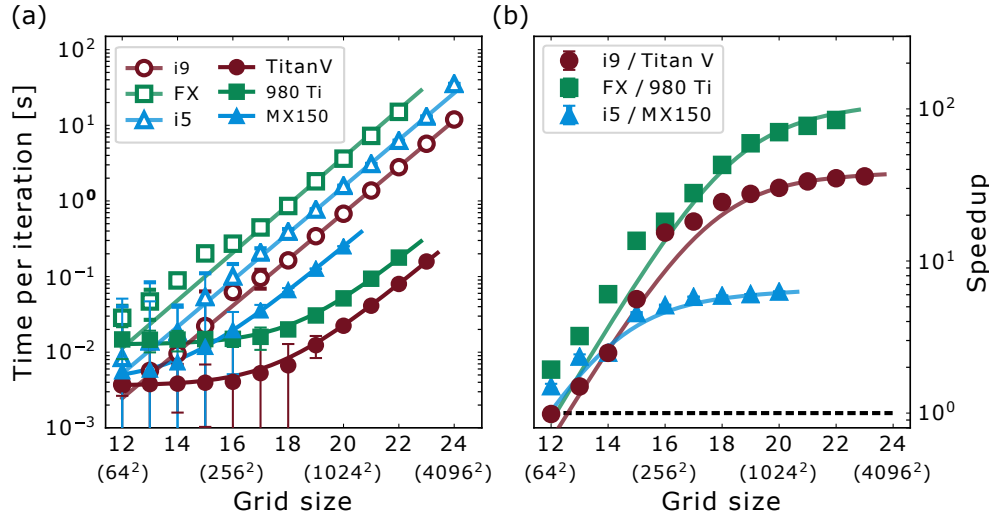 (a)
(b)
Time per iteration [s]
10²
10¹
10⁰
10⁻¹
10⁻²
10⁻³
i9
FX
i5
TitanV
980 Ti
MX150
12 14 16 18 20 22 24
(64²) (256²) (1024²) (4096²)
Grid size
i9 / Titan V
FX / 980 Ti
i5 / MX150
10²
10¹
10⁰
Speedup
12 14 16 18 20 22 24
(64²) (256²) (1024²) (4096²)
Grid size